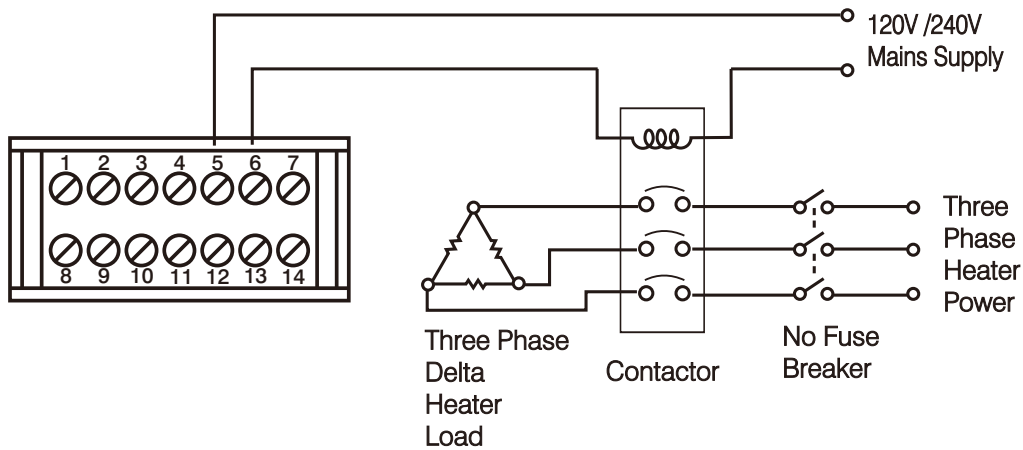 120V /240V
Mains Supply
1 2 3 4 5 6 7
8 9 10 11 12 13 14
Three
Phase
Heater
Power
Three Phase
Delta
Heater
Load
Contactor
No Fuse
Breaker